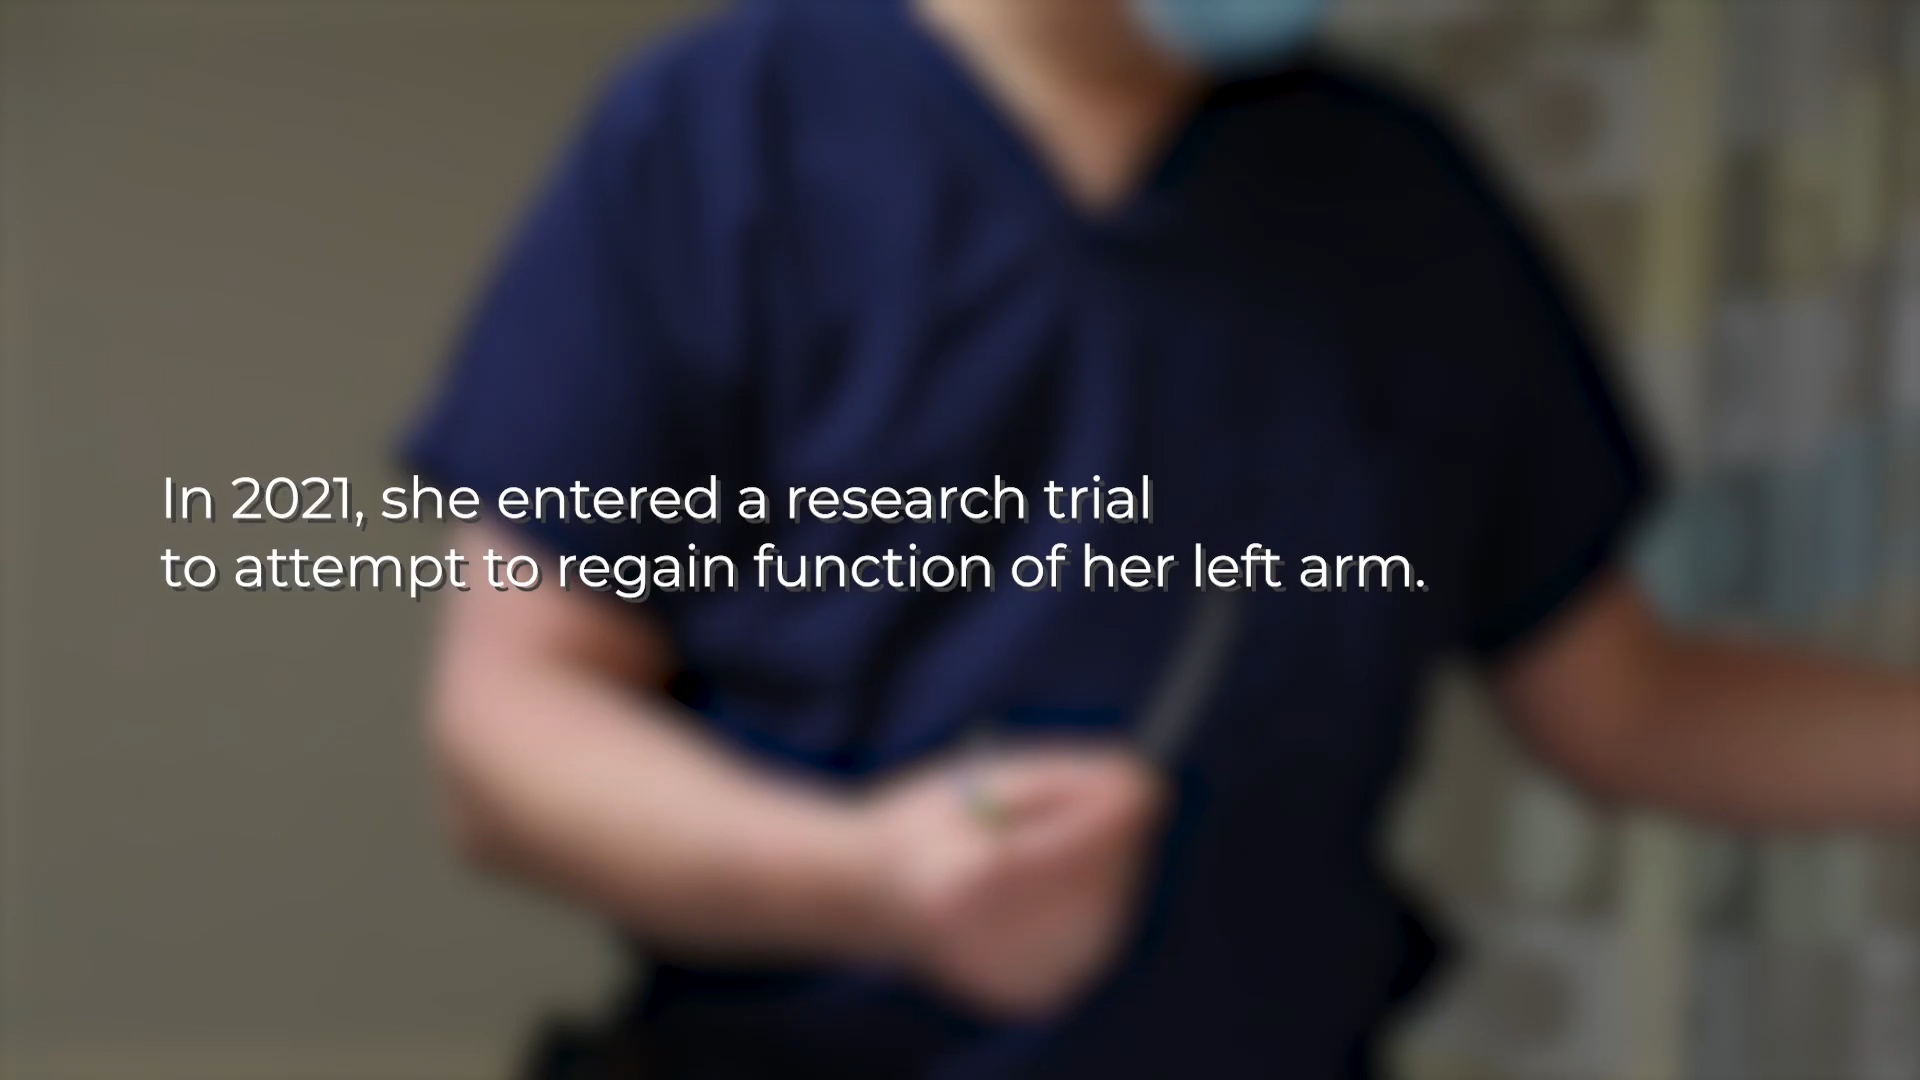 In 2021, she entered a research trial
to attempt to regain function of her left arm.